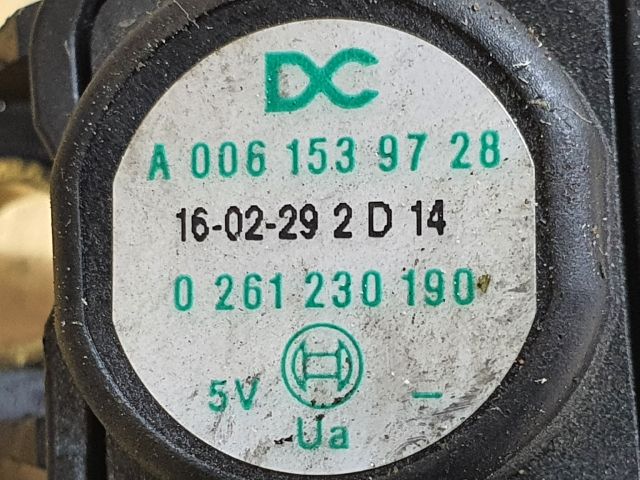 DC
A 006 153 97 28
16-02-29 2 D 14
0 261 230 190
5V -
Ua